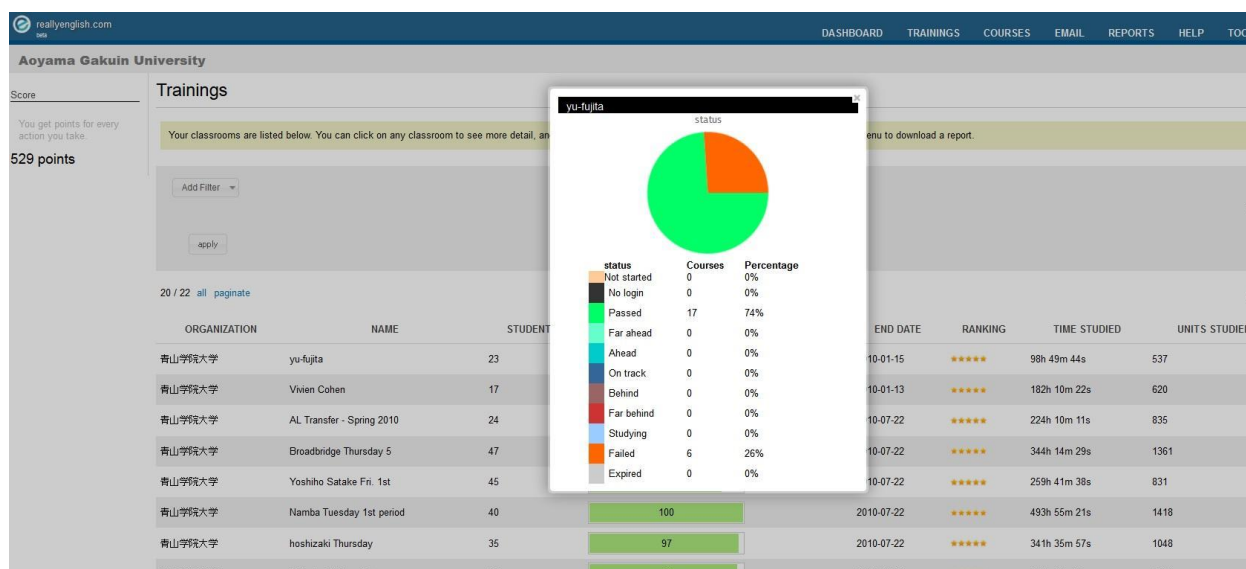 reallyenglish.com
beta
DASHBOARD TRAININGS COURSES EMAIL REPORTS HELP TOO
Aoyama Gakuin University
Score
You get points for every
action you take.
529 points
Trainings
Your classrooms are listed below. You can click on any classroom to see more detail, an
enu to download a report.
Add Filter
apply
20 / 22 all paginate
ORGANIZATION NAME STUDENT END DATE RANKING TIME STUDIED UNITS STUDIED
青山学院大学 yu-fujita 23 10-01-15 98h 49m 44s 537
青山学院大学 Vivien Cohen 17 10-01-13 182h 10m 22s 620
青山学院大学 AL Transfer - Spring 2010 24 10-07-22 224h 10m 11s 835
青山学院大学 Broadbridge Thursday 5 47 10-07-22 344h 14m 29s 1361
青山学院大学 Yoshiho Satake Fri. 1st 45 10-07-22 259h 41m 38s 831
青山学院大学 Namba Tuesday 1st period 40 100 2010-07-22 493h 55m 21s 1418
青山学院大学 hoshizaki Thursday 35 97 2010-07-22 341h 35m 57s 1048
yu-fujita
status
status Courses Percentage
Not started 0 0%
No login 0 0%
Passed 17 74%
Far ahead 0 0%
Ahead 0 0%
On track 0 0%
Behind 0 0%
Far behind 0 0%
Studying 0 0%
Failed 6 26%
Expired 0 0%